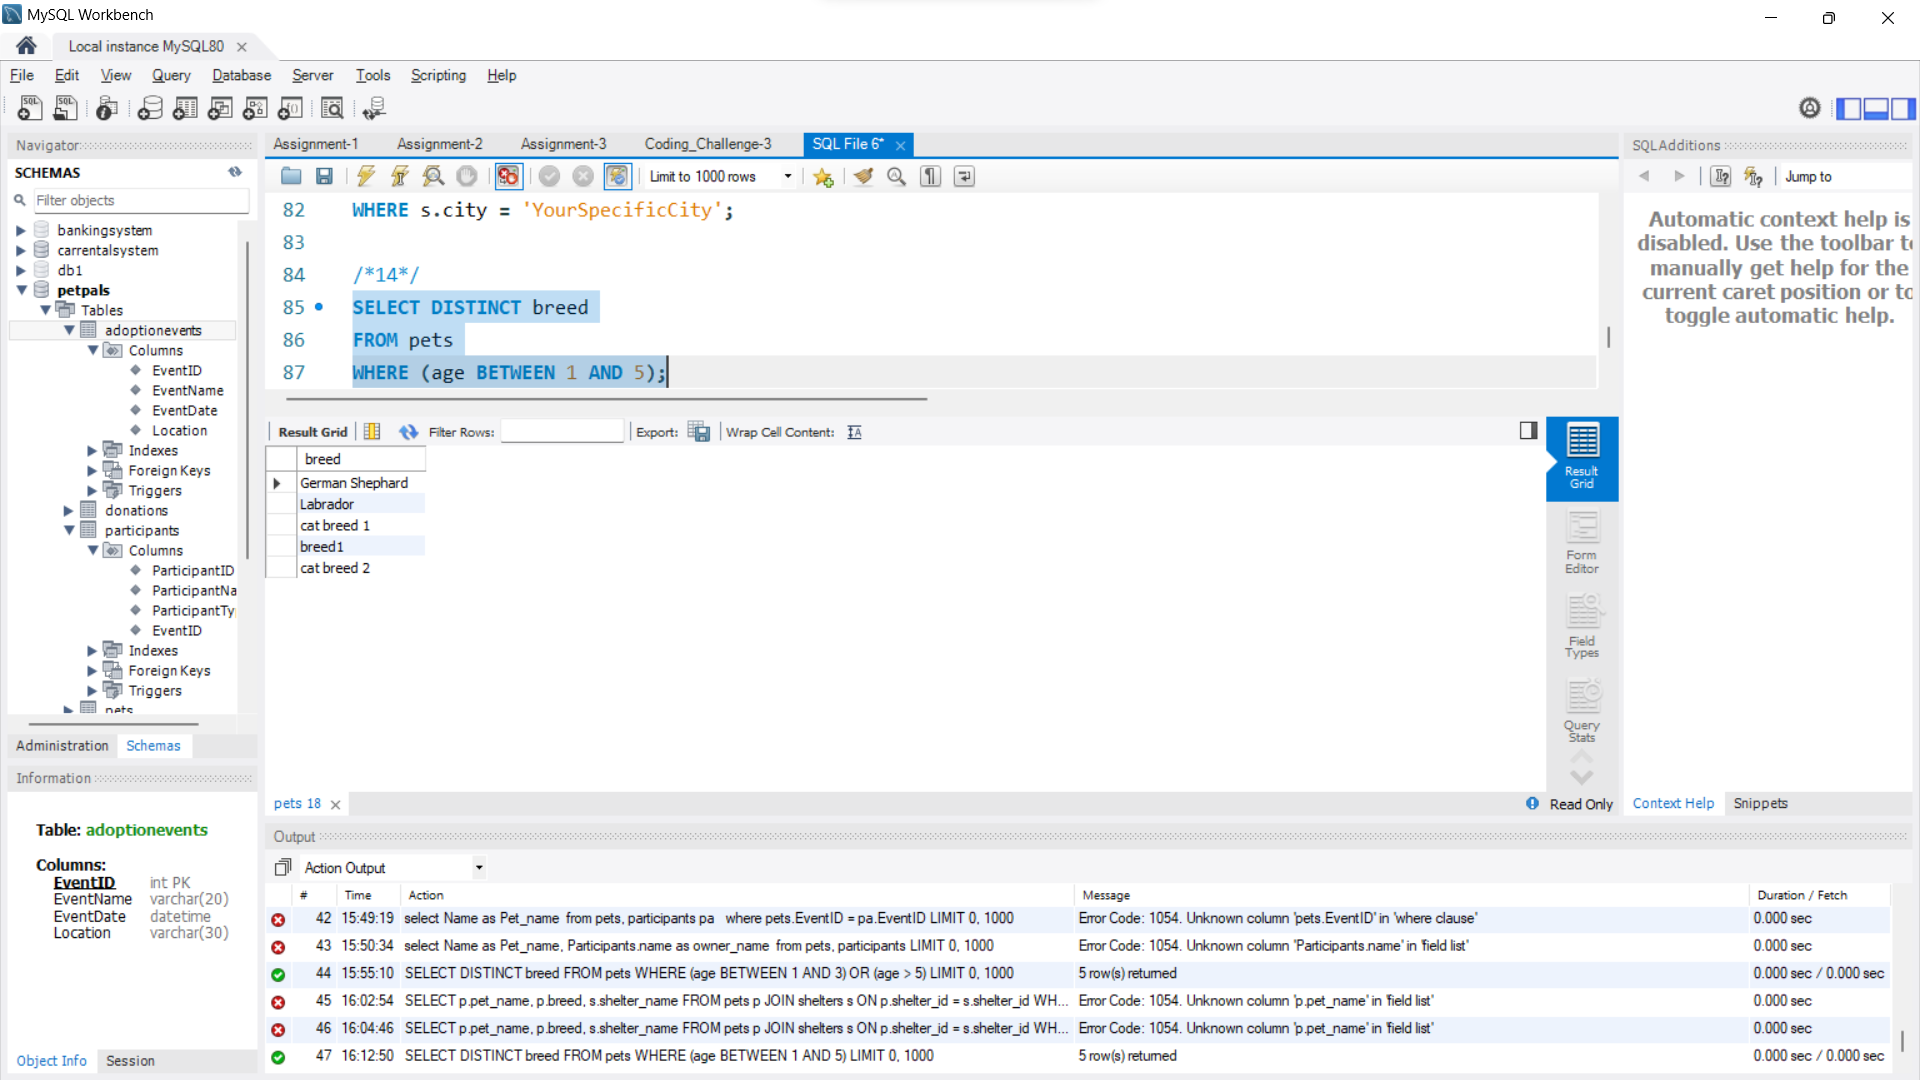 MySQL Workbench
Local instance MySQL80
File Edit View Query Database Server Tools Scripting Help
Navigator
SCHEMAS
Filter objects
bankingsystem
carrentalsystem
db1
petpals
Tables
adoptionevents
Columns
EventID
EventName
EventDate
Location
Indexes
Foreign Keys
Triggers
donations
participants
Columns
ParticipantID
ParticipantNa
ParticipantTy
EventID
Indexes
Foreign Keys
Triggers
pets
Administration Schemas
Information
Table: adoptionevents
Columns:
EventID int PK
EventName varchar(20)
EventDate datetime
Location varchar(30)
Object Info Session
Assignment-1 Assignment-2 Assignment-3 Coding_Challenge-3 SQL File 6*
Limit to 1000 rows
82 WHERE s.city = 'YourSpecificCity';
83
84 /*14*/
85 SELECT DISTINCT breed
86 FROM pets
87 WHERE (age BETWEEN 1 AND 5);
Result Grid Filter Rows: Export: Wrap Cell Content:
breed
German Shephard
Labrador
cat breed 1
breed1
cat breed 2
Result
Grid
Form
Editor
Field
Types
Query
Stats
pets 18
Read Only
SQLAdditions
Jump to
Automatic context help is
disabled. Use the toolbar to
manually get help for the
current caret position or to
toggle automatic help.
Context Help Snippets
Output
Action Output
# Time Action Message Duration / Fetch
42 15:49:19 select Name as Pet_name from pets, participants pa where pets.EventID = pa.EventID LIMIT 0, 1000 Error Code: 1054. Unknown column 'pets.EventID' in 'where clause' 0.000 sec
43 15:50:34 select Name as Pet_name, Participants.name as owner_name from pets, participants LIMIT 0, 1000 Error Code: 1054. Unknown column 'Participants.name' in 'field list' 0.000 sec
44 15:55:10 SELECT DISTINCT breed FROM pets WHERE (age BETWEEN 1 AND 3) OR (age > 5) LIMIT 0, 1000 5 row(s) returned 0.000 sec / 0.000 sec
45 16:02:54 SELECT p.pet_name, p.breed, s.shelter_name FROM pets p JOIN shelters s ON p.shelter_id = s.shelter_id WH... Error Code: 1054. Unknown column 'p.pet_name' in 'field list' 0.000 sec
46 16:04:46 SELECT p.pet_name, p.breed, s.shelter_name FROM pets p JOIN shelters s ON p.shelter_id = s.shelter_id WH... Error Code: 1054. Unknown column 'p.pet_name' in 'field list' 0.000 sec
47 16:12:50 SELECT DISTINCT breed FROM pets WHERE (age BETWEEN 1 AND 5) LIMIT 0, 1000 5 row(s) returned 0.000 sec / 0.000 sec